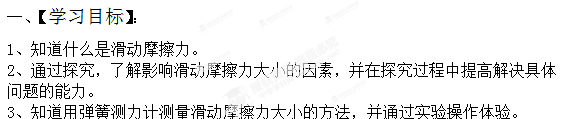 一、【学习目标】：
1、知道什么是滑动摩擦力。
2、通过探究，了解影响滑动摩擦力大小的因素，并在探究过程中提高解决具体
问题的能力。
3、知道用弹簧测力计测量滑动摩擦力大小的方法，并通过实验操作体验。